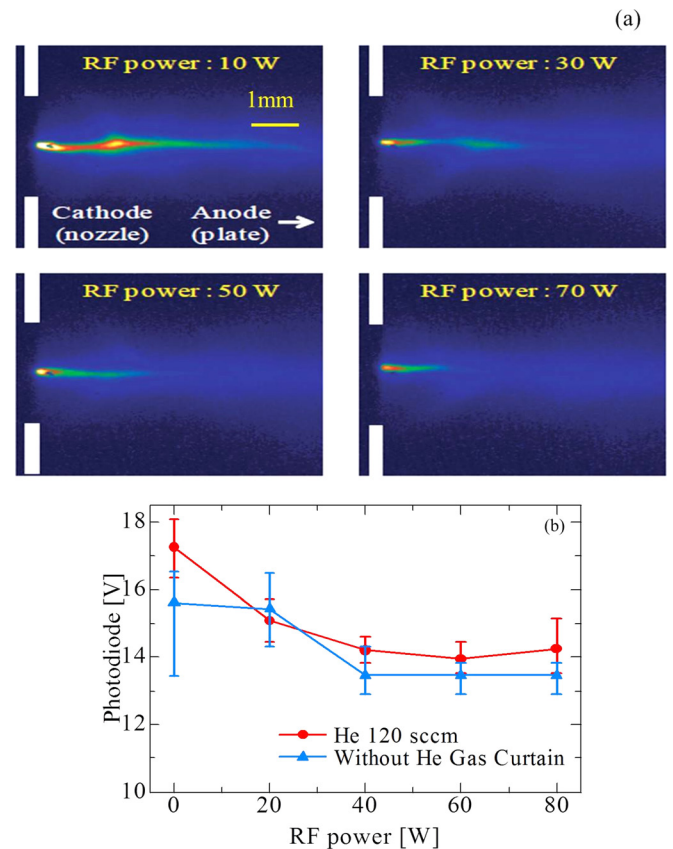 (a)
RF power : 10 W
1mm
Cathode
(nozzle)
Anode
(plate)
RF power : 30 W
RF power : 50 W
RF power : 70 W
(b)
18
16
14
12
10
Photodiode [V]
He 120 sccm
Without He Gas Curtain
0 20 40 60 80
RF power [W]